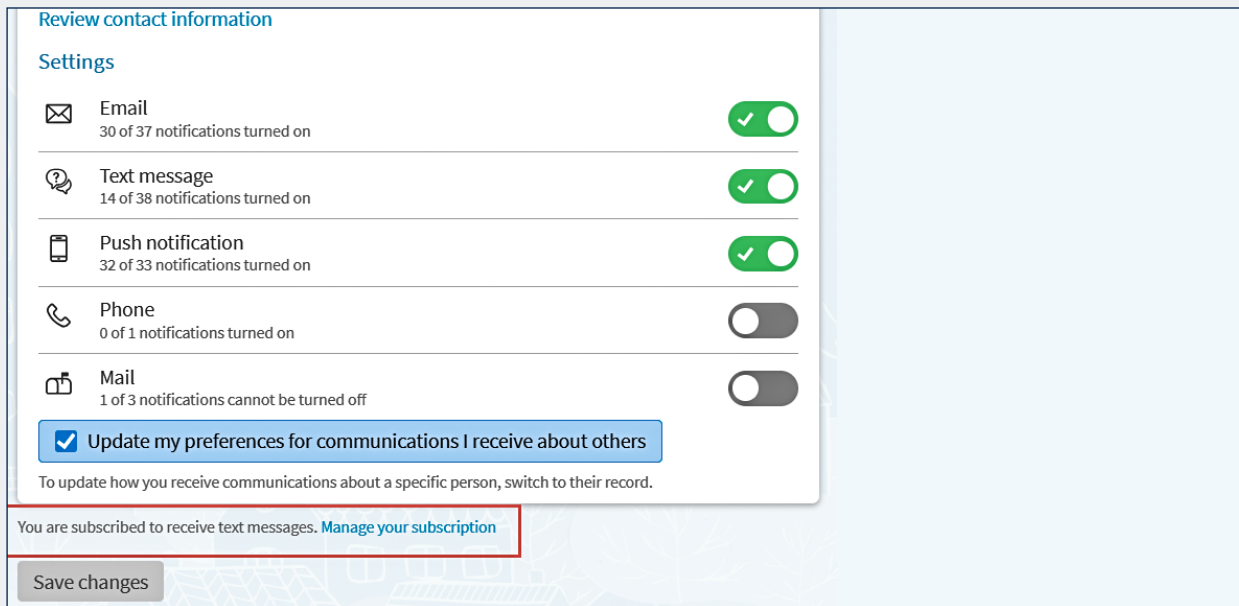 Review contact information
Settings
Email
30 of 37 notifications turned on
Text message
14 of 38 notifications turned on
Push notification
32 of 33 notifications turned on
Phone
0 of 1 notifications turned on
Mail
1 of 3 notifications cannot be turned off
Update my preferences for communications I receive about others
To update how you receive communications about a specific person, switch to their record.
You are subscribed to receive text messages. Manage your subscription
Save changes